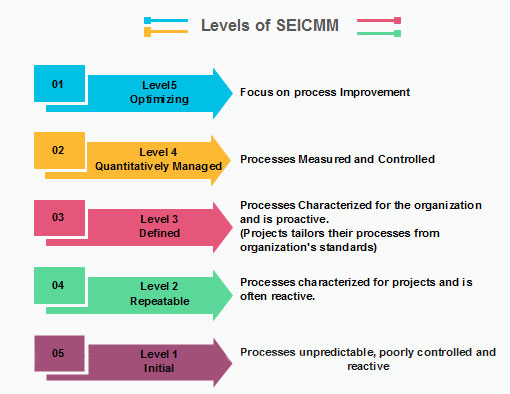 Levels of SEICMM
01
Level5
Optimizing
Focus on process Improvement
02
Level 4
Quantitatively Managed
Processes Measured and Controlled
03
Level 3
Defined
Processes Characterized for the organization
and is proactive.
(Projects tailors their processes from
organization's standards)
04
Level 2
Repeatable
Processes characterized for projects and is
often reactive.
05
Level 1
Initial
Processes unpredictable, poorly controlled and
reactive